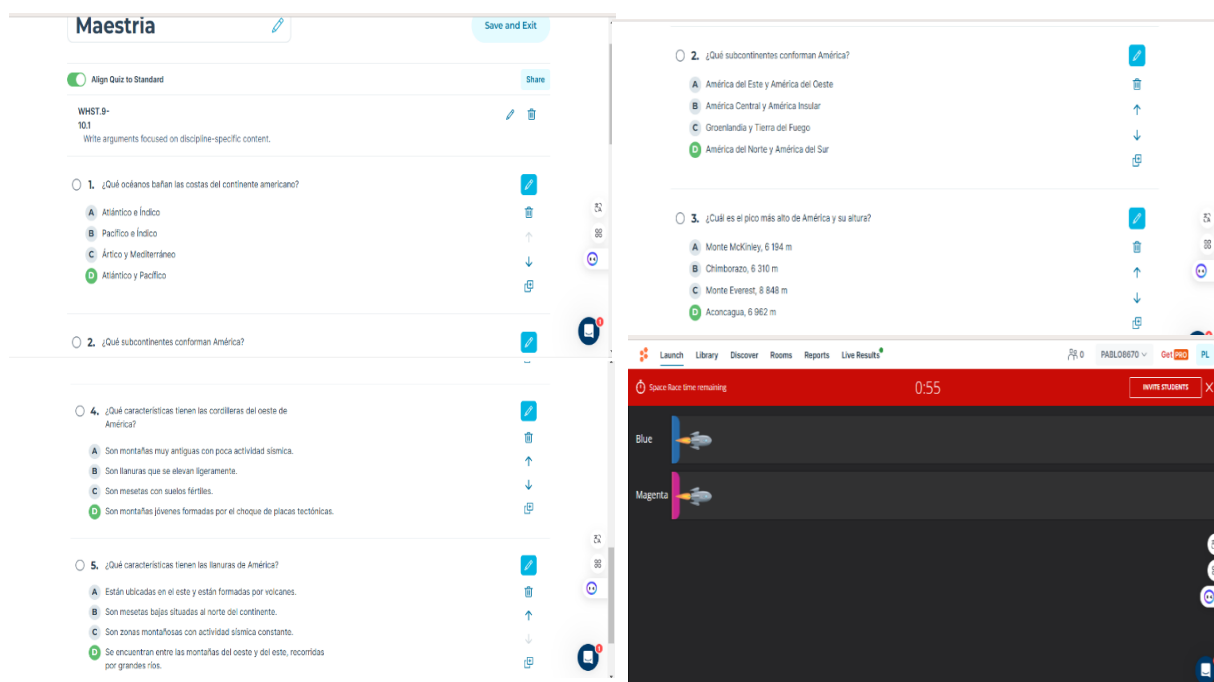 Maestria
Save and Exit
Align Quiz to Standard
Share
WHST.9-
10.1
Write arguments focused on discipline-specific content.
1. ¿Qué océanos bañan las costas del continente americano?
A Atlántico e Índico
B Pacífico e Índico
C Ártico y Mediterráneo
D Atlántico y Pacífico
2. ¿Qué subcontinentes conforman América?
2. ¿Qué subcontinentes conforman América?
A América del Este y América del Oeste
B América Central y América Insular
C Groenlandia y Tierra del Fuego
D América del Norte y América del Sur
3. ¿Cuál es el pico más alto de América y su altura?
A Monte McKinley, 6 194 m
B Chimborazo, 6 310 m
C Monte Everest, 8 848 m
D Aconcagua, 6 962 m
4. ¿Qué características tienen las cordilleras del oeste de
América?
A Son montañas muy antiguas con poca actividad sísmica.
B Son llanuras que se elevan ligeramente.
C Son mesetas con suelos fértiles.
D Son montañas jóvenes formadas por el choque de placas tectónicas.
5. ¿Qué características tienen las llanuras de América?
A Están ubicadas en el este y están formadas por volcanes.
B Son mesetas bajas situadas al norte del continente.
C Son zonas montañosas con actividad sísmica constante.
D Se encuentran entre las montañas del oeste y del este, recorridas
por grandes ríos.
Launch Library Discover Rooms Reports Live Results
0 PABLO8670 Get PRO PL
Space Race time remaining
0:55
INVITE STUDENTS X
Blue
Magenta